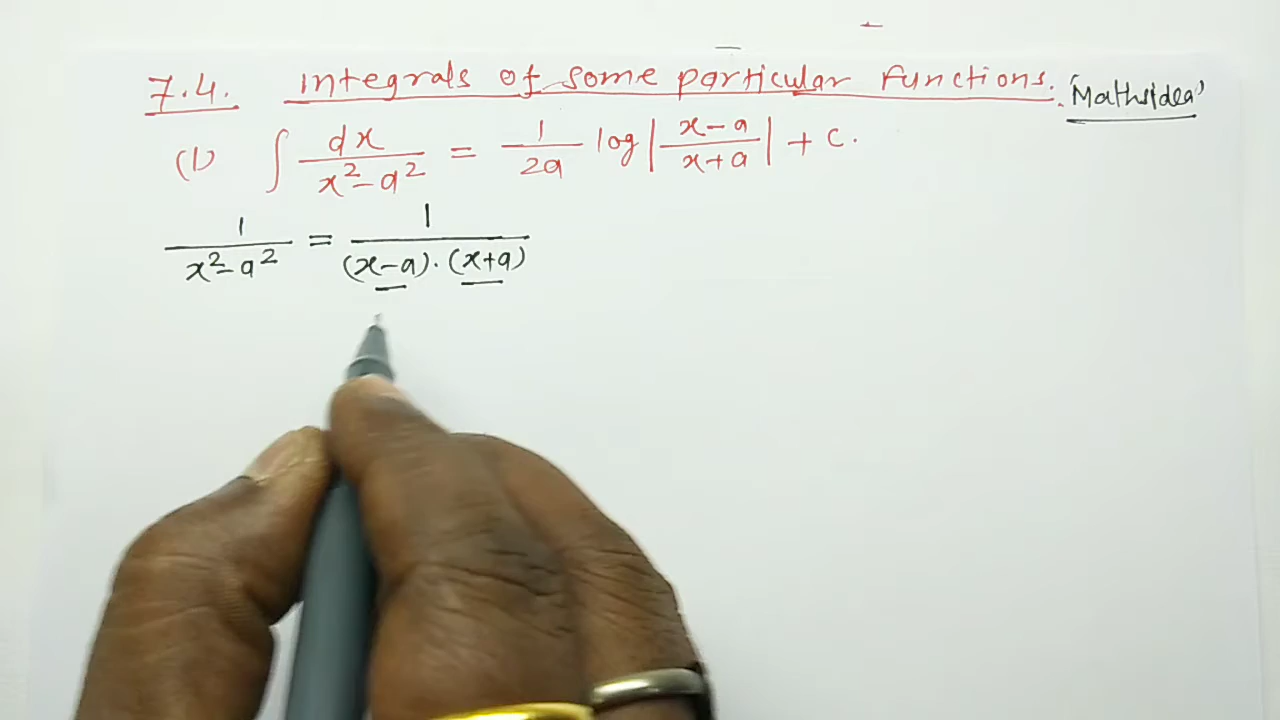 7.4. Integrals of some particular functions. 'Mathsidea'
(1) ∫ dx/(x²-a²) = 1/(2a) log |(x-a)/(x+a)| + C.
1/(x²-a²) = 1/((x-a).(x+a))